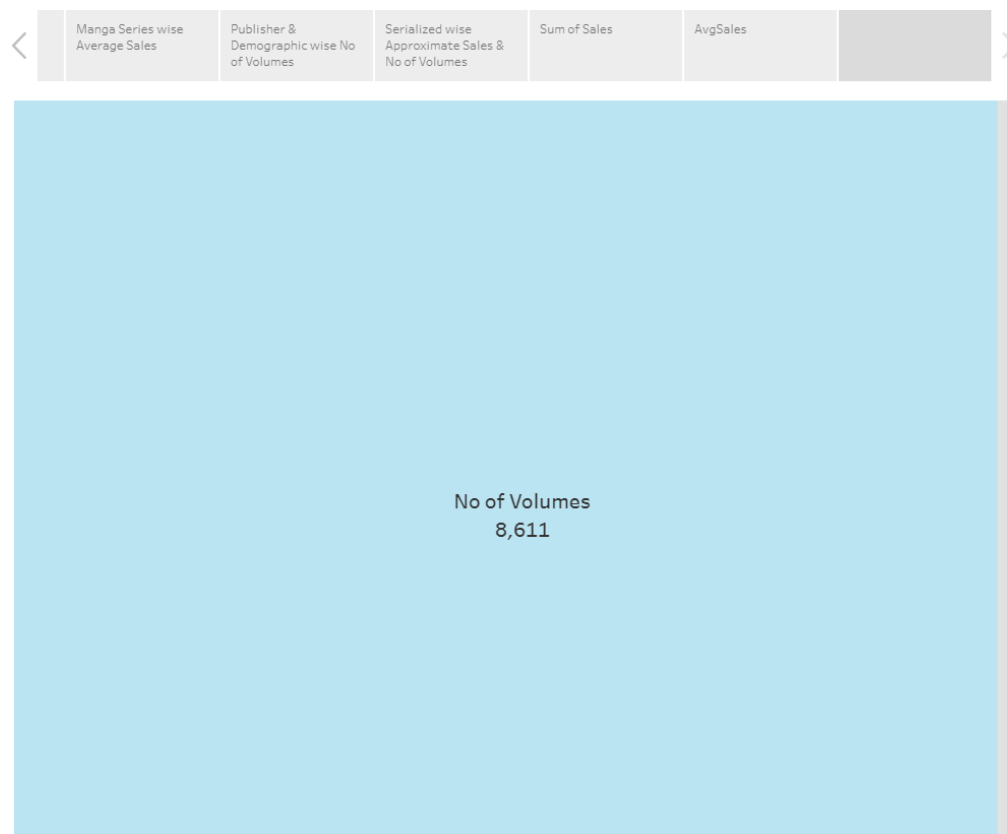 Manga Series wise
Average Sales
Publisher &
Demographic wise No
of Volumes
Serialized wise
Approximate Sales &
No of Volumes
Sum of Sales
AvgSales
No of Volumes
8,611